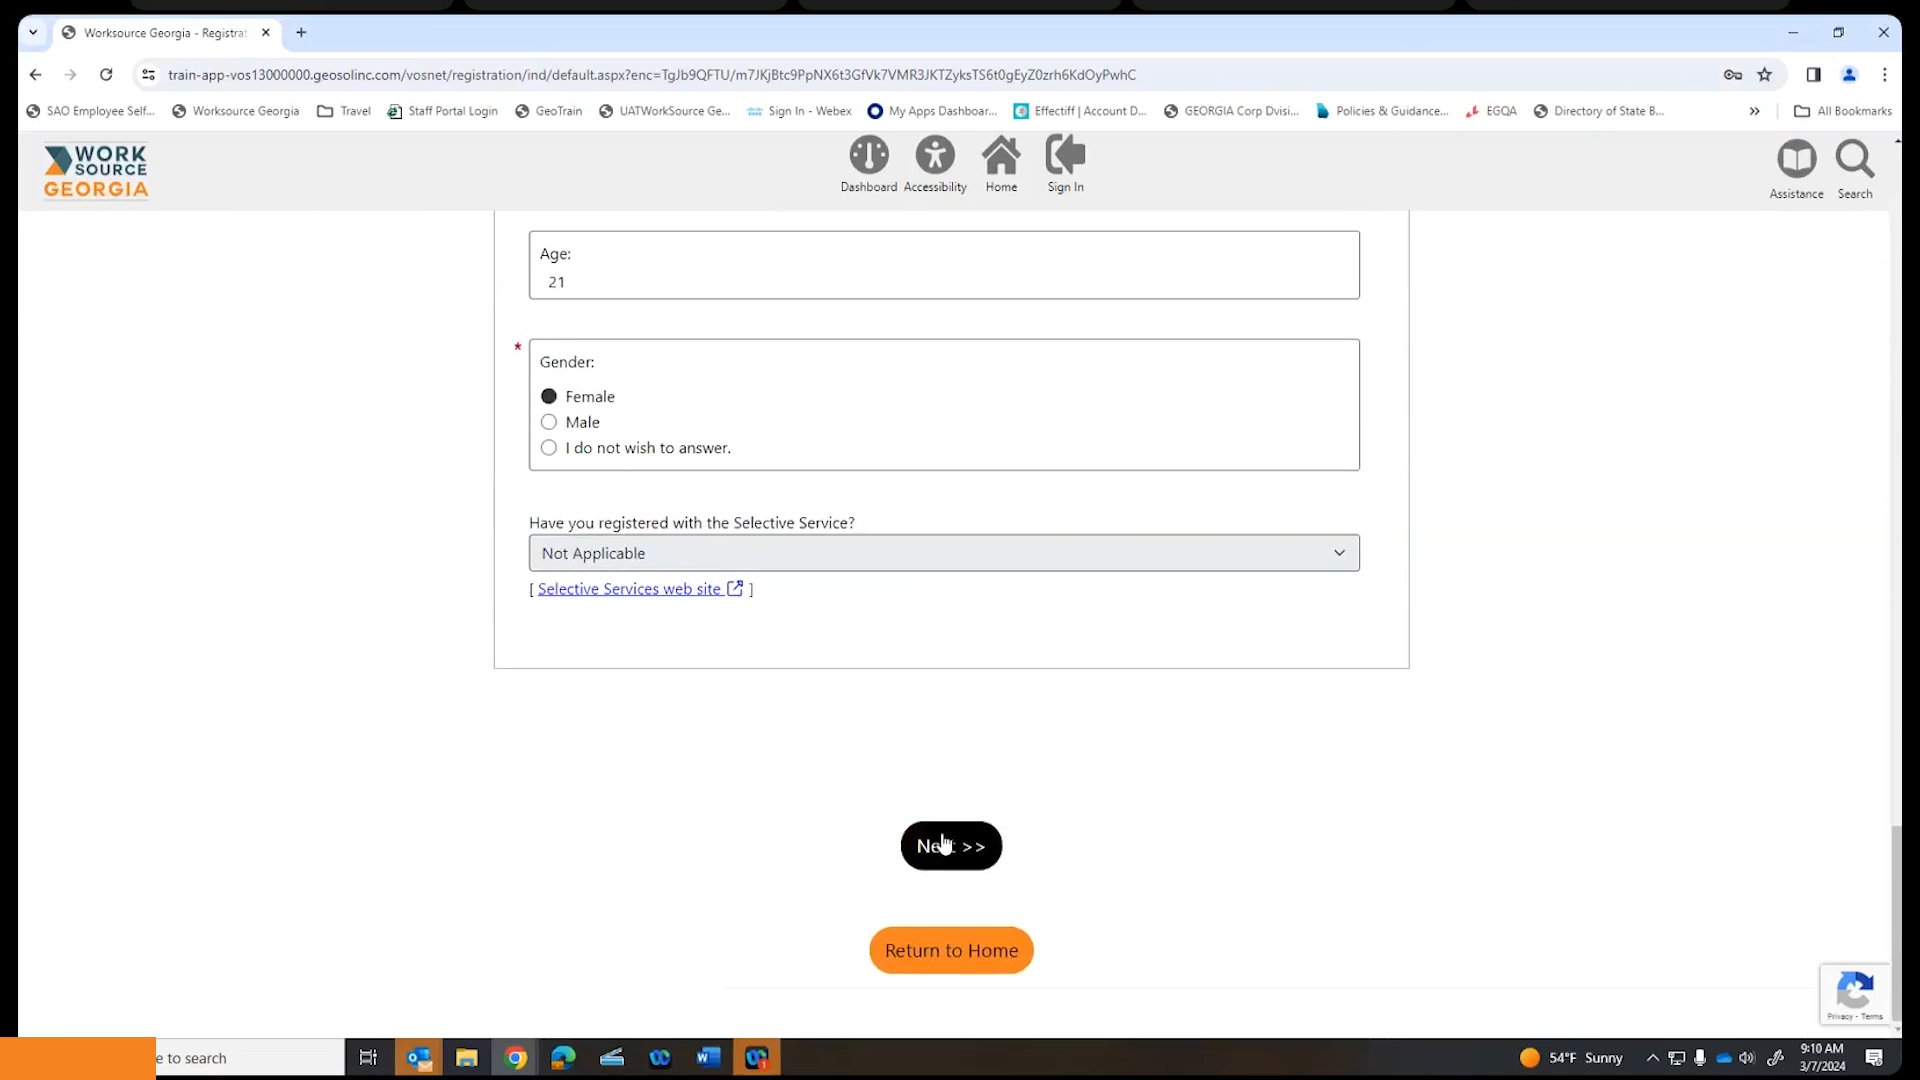 Worksource Georgia - Registrat
train-app-vos13000000.geosolinc.com/vosnet/registration/ind/default.aspx?enc=TgJb9QFTU/m7JKjBtc9PpNX6t3GfVk7VMR3JKTZyksTS6t0gEyZ0zrh6KdOyPwhC
SAO Employee Self... Worksource Georgia Travel Staff Portal Login GeoTrain UATWorkSource Ge... Sign In - Webex My Apps Dashboar... Effectiff | Account D... GEORGIA Corp Dvisi... Policies & Guidance... EGQA Directory of State B... » All Bookmarks
WORK
SOURCE
GEORGIA
Dashboard Accessibility Home Sign In Assistance Search
Age:
21
*
Gender:
Female
Male
I do not wish to answer.
Have you registered with the Selective Service?
Not Applicable
[ Selective Services web site ]
>>
Return to Home
Privacy - Terms
e to search
54°F Sunny
9:10 AM
3/7/2024